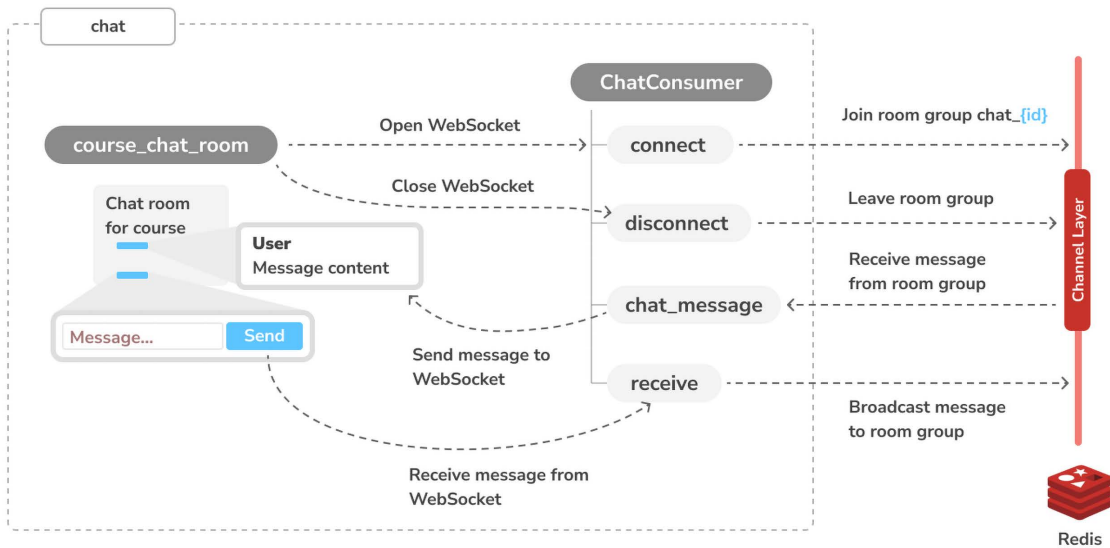 chat
ChatConsumer
course_chat_room
Open WebSocket
connect
Join room group chat_{id}
Close WebSocket
disconnect
Leave room group
Chat room
for course
User
Message content
chat_message
Receive message
from room group
Channel Layer
Message...
Send
Send message to
WebSocket
receive
Broadcast message
to room group
Receive message from
WebSocket
Redis